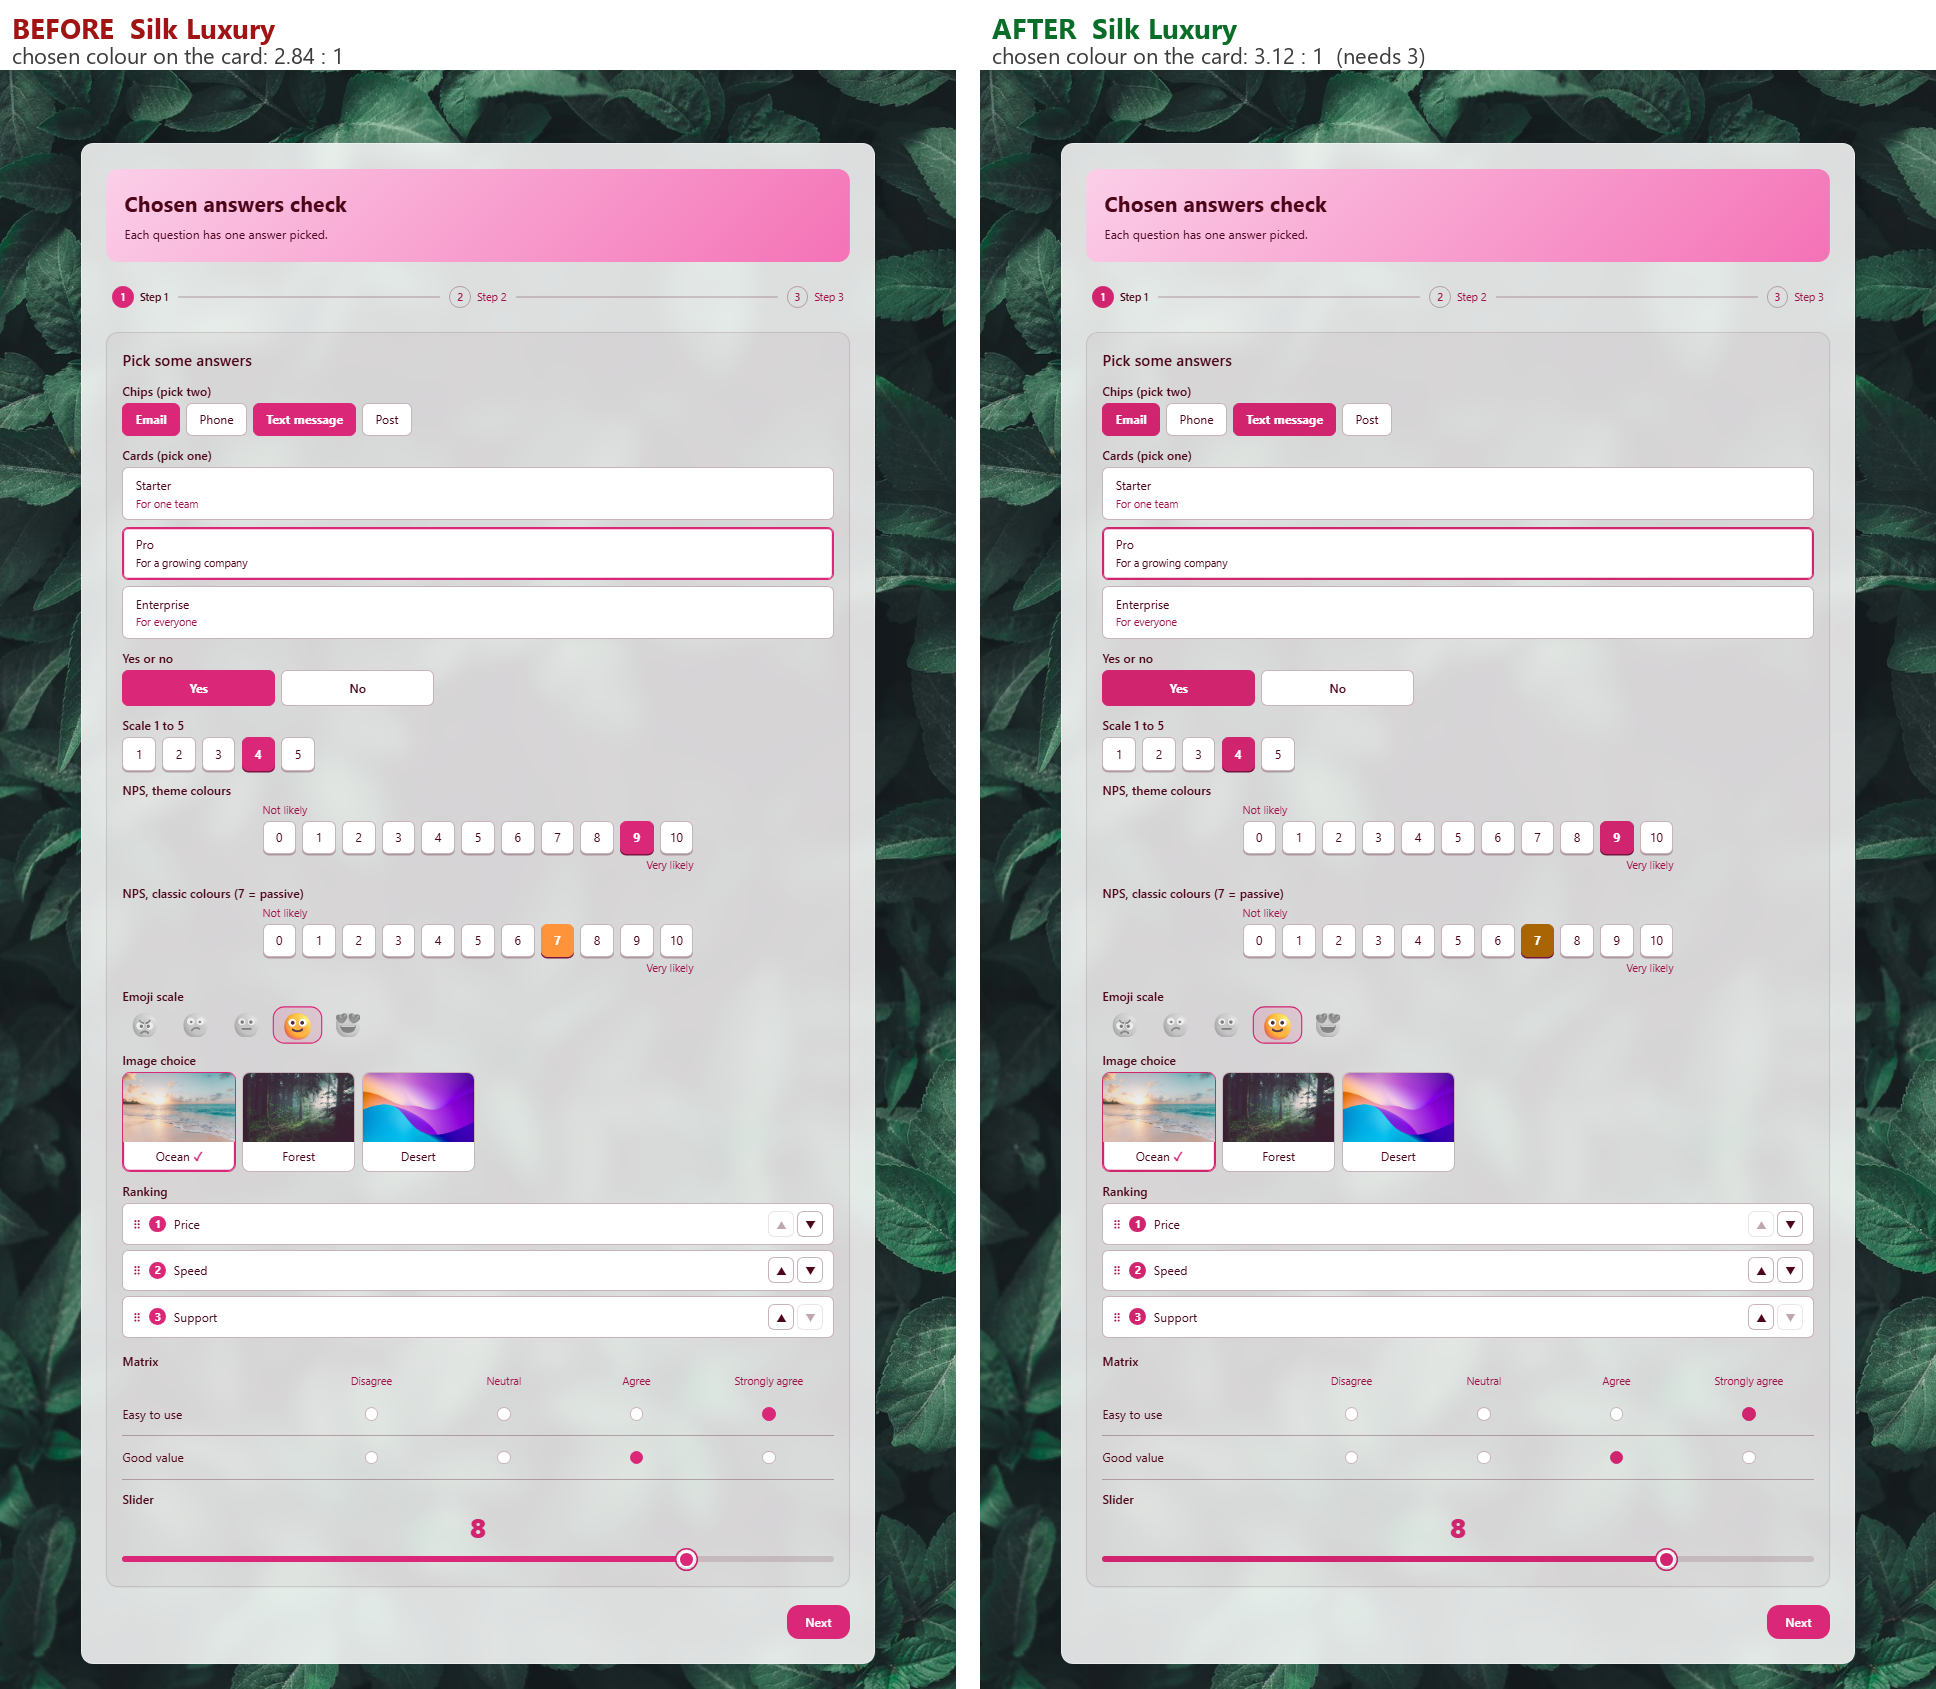 BEFORE Silk Luxury
chosen colour on the card: 2.84 : 1
Chosen answers check
Each question has one answer picked.
1 Step 1 2 Step 2 3 Step 3
Pick some answers
Chips (pick two)
Email Phone Text message Post
Cards (pick one)
Starter
For one team
Pro
For a growing company
Enterprise
For everyone
Yes or no
Yes No
Scale 1 to 5
1 2 3 4 5
NPS, theme colours
Not likely
0 1 2 3 4 5 6 7 8 9 10
Very likely
NPS, classic colours (7 = passive)
Not likely
0 1 2 3 4 5 6 7 8 9 10
Very likely
Emoji scale
Image choice
Ocean ✓ Forest Desert
Ranking
1 Price
2 Speed
3 Support
Matrix
Disagree Neutral Agree Strongly agree
Easy to use
Good value
Slider
8
Next
AFTER Silk Luxury
chosen colour on the card: 3.12 : 1 (needs 3)
Chosen answers check
Each question has one answer picked.
1 Step 1 2 Step 2 3 Step 3
Pick some answers
Chips (pick two)
Email Phone Text message Post
Cards (pick one)
Starter
For one team
Pro
For a growing company
Enterprise
For everyone
Yes or no
Yes No
Scale 1 to 5
1 2 3 4 5
NPS, theme colours
Not likely
0 1 2 3 4 5 6 7 8 9 10
Very likely
NPS, classic colours (7 = passive)
Not likely
0 1 2 3 4 5 6 7 8 9 10
Very likely
Emoji scale
Image choice
Ocean ✓ Forest Desert
Ranking
1 Price
2 Speed
3 Support
Matrix
Disagree Neutral Agree Strongly agree
Easy to use
Good value
Slider
8
Next